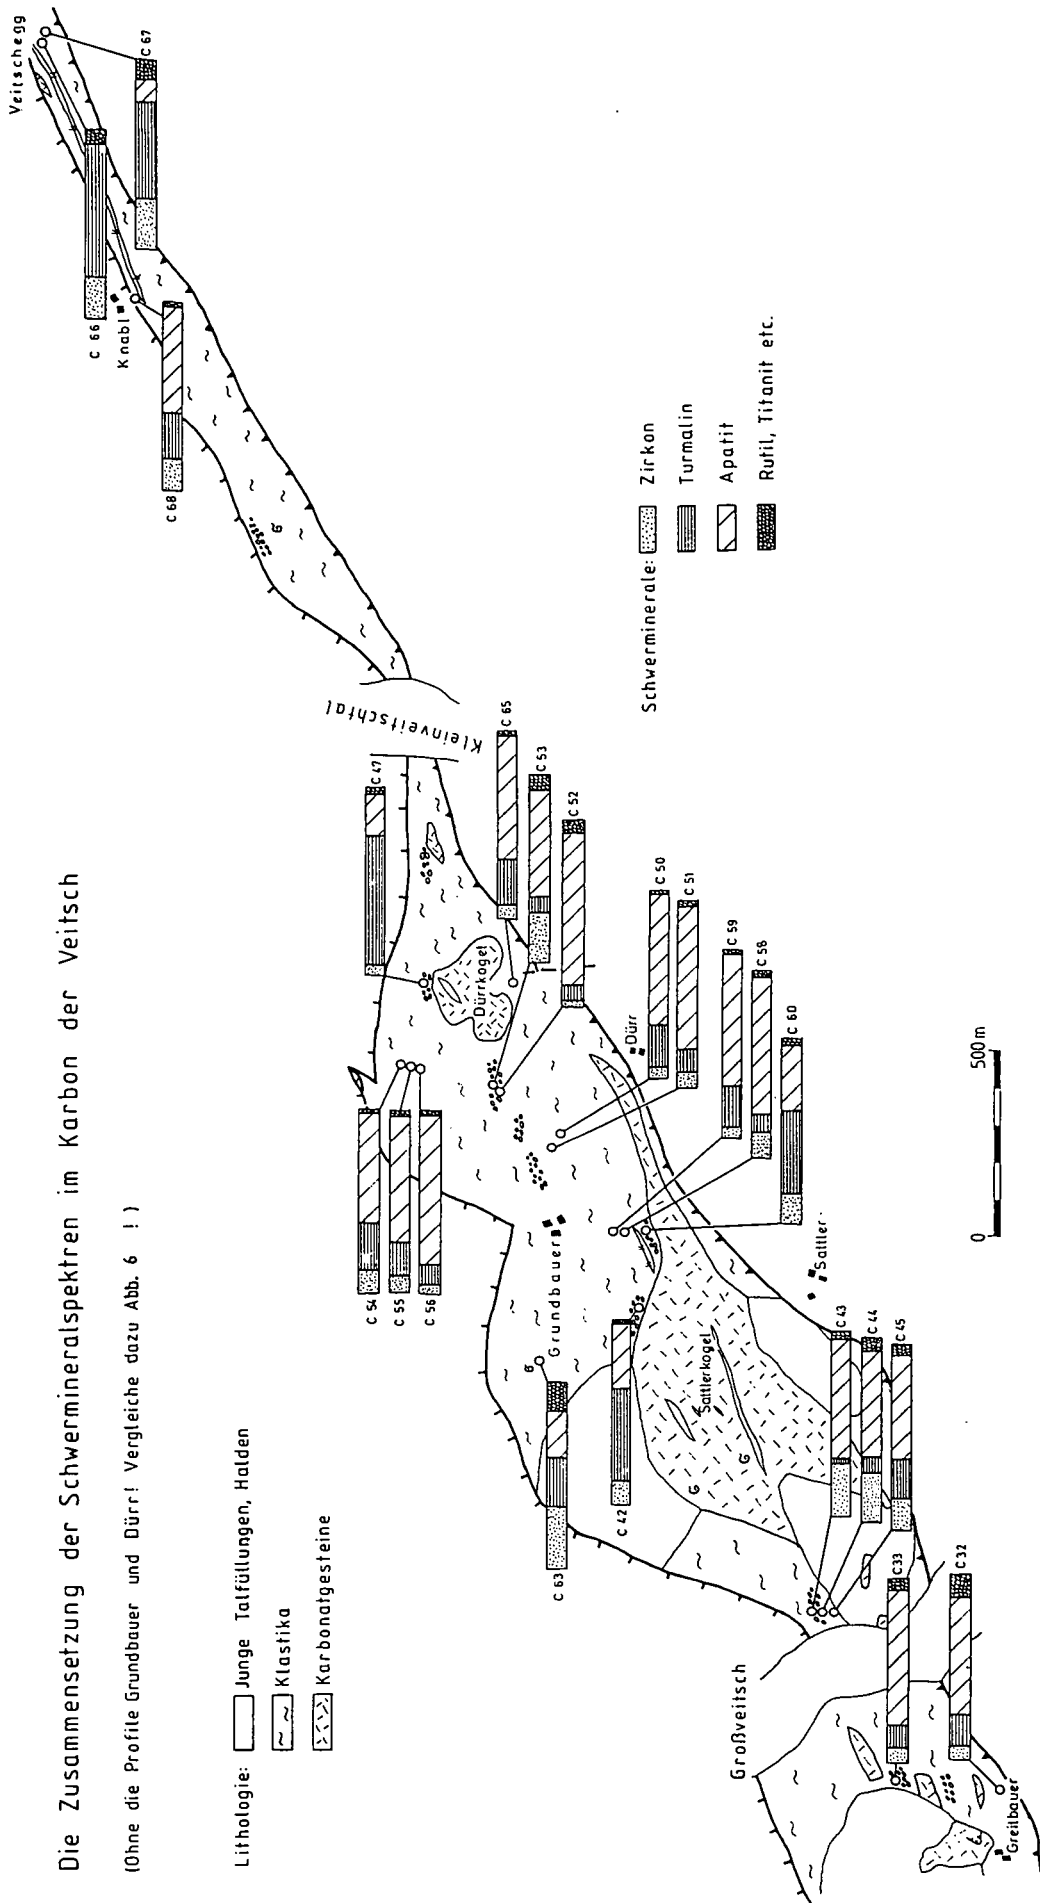 Die Zusammensetzung der Schwermineralspektren im Karbon der Veitsch
(Ohne die Profile Grundbauer und Dürr! Vergleiche dazu Abb. 6 !)
Lithologie:
Junge Talfüllungen, Halden
Klastika
Karbonatgesteine
Schwerminerale:
Zirkon
Turmalin
Apatit
Rutil, Titanit etc.
Veitschegg
C 67
C 66
Knabl
C 68
G
Kleinveitschtal
C 47
C 65
C 53
C 52
Dürrkogel
C 50
C 51
Dürr
C 59
C 58
C 60
C 54
C 55
C 56
Grundbauer
G
C 63
C 42
Sattlerkogel
G
G
Sattler
C 43
C 44
C 45
Großveitsch
C 33
C 32
Greilbauer
0
500 m